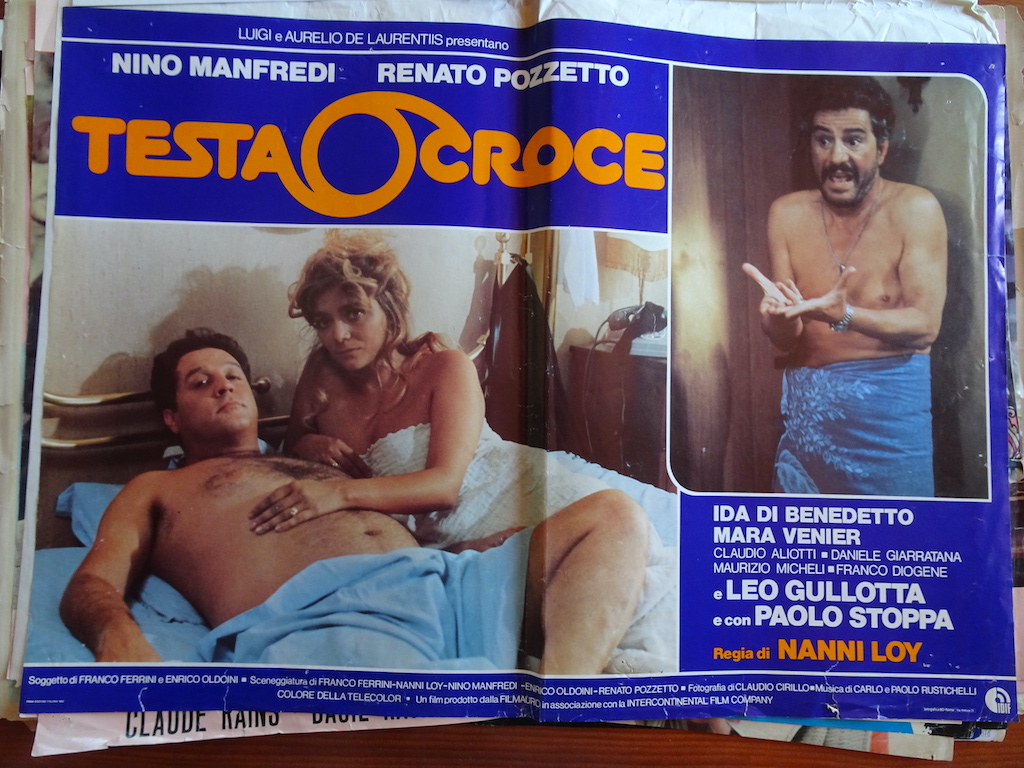 LUIGI e AURELIO DE LAURENTIIS presentano
NINO MANFREDI RENATO POZZETTO
TESTA O CROCE
IDA DI BENEDETTO
MARA VENIER
CLAUDIO ALIOTTI ■ DANIELE GIARRATANA
MAURIZIO MICHELI ■ FRANCO DIOGENE
e LEO GULLOTTA
e con PAOLO STOPPA
Regia di NANNI LOY
Soggetto di FRANCO FERRINI e ENRICO OLDOINI ■ Sceneggiatura di FRANCO FERRINI-NANNI LOY-NINO MANFREDI-ENRICO OLDOINI-RENATO POZZETTO ■ Fotografia di CLAUDIO CIRILLO ■ Musica di CARLO e PAOLO RUSTICHELLI
COLORE DELLA TELECOLOR ■ Un film prodotto dalla FILMAURO in associazione con la INTERCONTINENTAL FILM COMPANY
CLAUDE RAINS